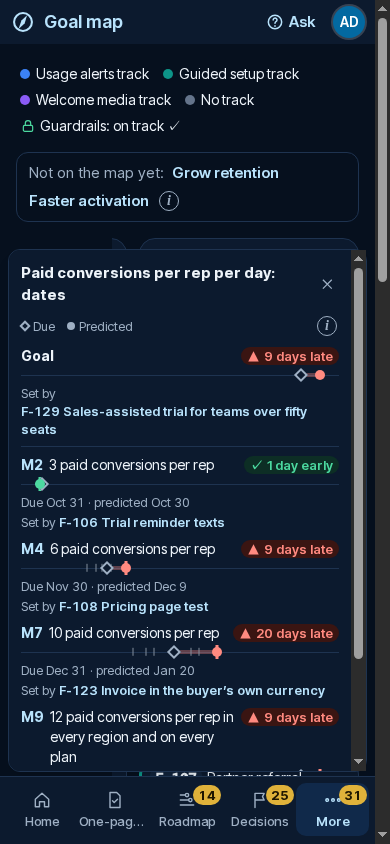 Goal map
Ask
AD
Usage alerts track
Guided setup track
Welcome media track
No track
Guardrails: on track ✓
Not on the map yet: Grow retention
Faster activation
i
Paid conversions per rep per day:
dates
×
Due
Predicted
i
Goal
▲ 9 days late
Set by
F-129 Sales-assisted trial for teams over fifty
seats
M2 3 paid conversions per rep
✓ 1 day early
Due Oct 31 · predicted Oct 30
Set by F-106 Trial reminder texts
M4 6 paid conversions per rep
▲ 9 days late
Due Nov 30 · predicted Dec 9
Set by F-108 Pricing page test
M7 10 paid conversions per rep
▲ 20 days late
Due Dec 31 · predicted Jan 20
Set by F-123 Invoice in the buyer's own currency
M9 12 paid conversions per rep in
▲ 9 days late
every region and on every
plan
14
25
31
Home
One-pag…
Roadmap
Decisions
More